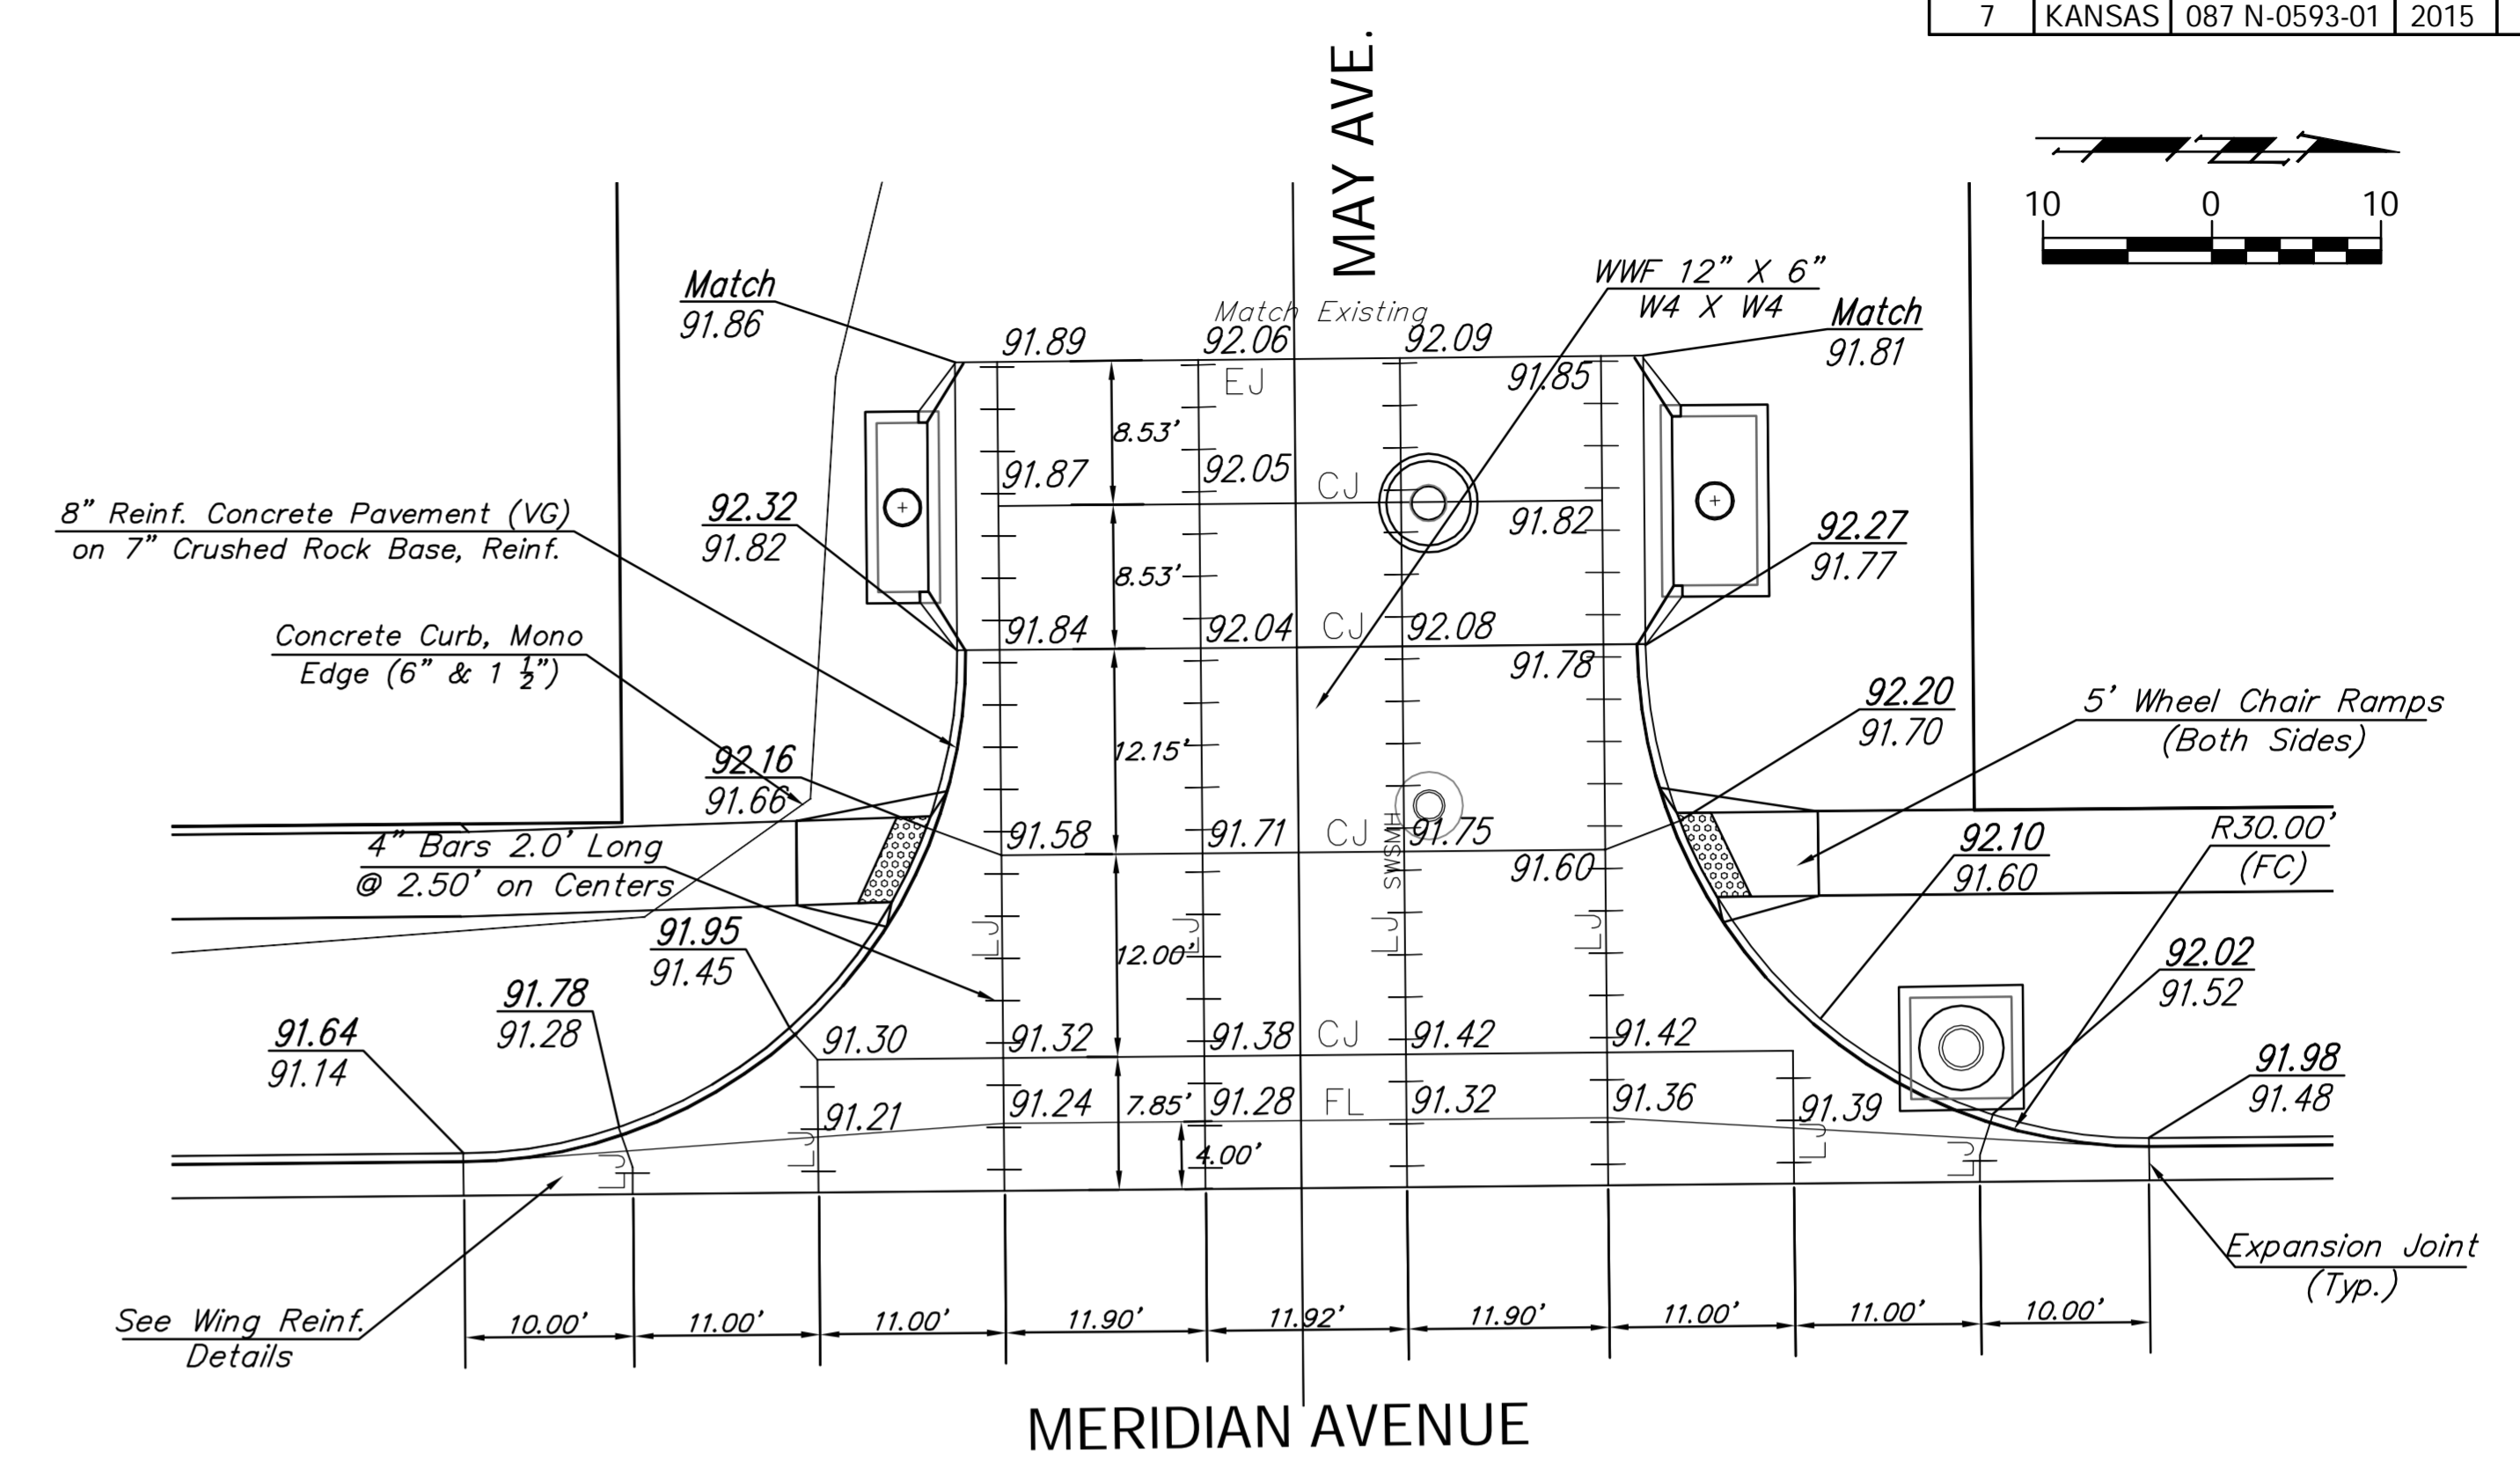 7 KANSAS 087 N-0593-01 2015
MAY AVE.
10 0 10
Match
91.86
Match Existing
WWF 12” X 6”
W4 X W4
Match
91.81
91.89 92.06 92.09
91.85
EJ
8.53’
91.87 92.05 CJ
91.82
8” Reinf. Concrete Pavement (VG)
on 7” Crushed Rock Base, Reinf.
92.32
91.82
92.27
91.77
8.53’
Concrete Curb, Mono
Edge (6” & 1 1/2”)
91.84 92.04 CJ 92.08
91.78
92.20
91.70
5’ Wheel Chair Ramps
(Both Sides)
92.16
91.66
12.15’
4” Bars 2.0’ Long
@ 2.50’ on Centers
91.58 91.71 CJ 91.75
91.60
SWSMH
92.10
91.60
R30.00’
(FC)
91.95
91.45
LJ LJ LJ LJ
12.00’
92.02
91.52
91.78
91.28
91.64
91.14
91.30 91.32 91.38 CJ 91.42 91.42
91.98
91.48
91.21 91.24 7.85’ 91.28 FL 91.32 91.36 91.39
LJ LJ LJ LJ
4.00’
Expansion Joint
(Typ.)
See Wing Reinf.
Details
10.00’ 11.00’ 11.00’ 11.90’ 11.92’ 11.90’ 11.00’ 11.00’ 10.00’
MERIDIAN AVENUE